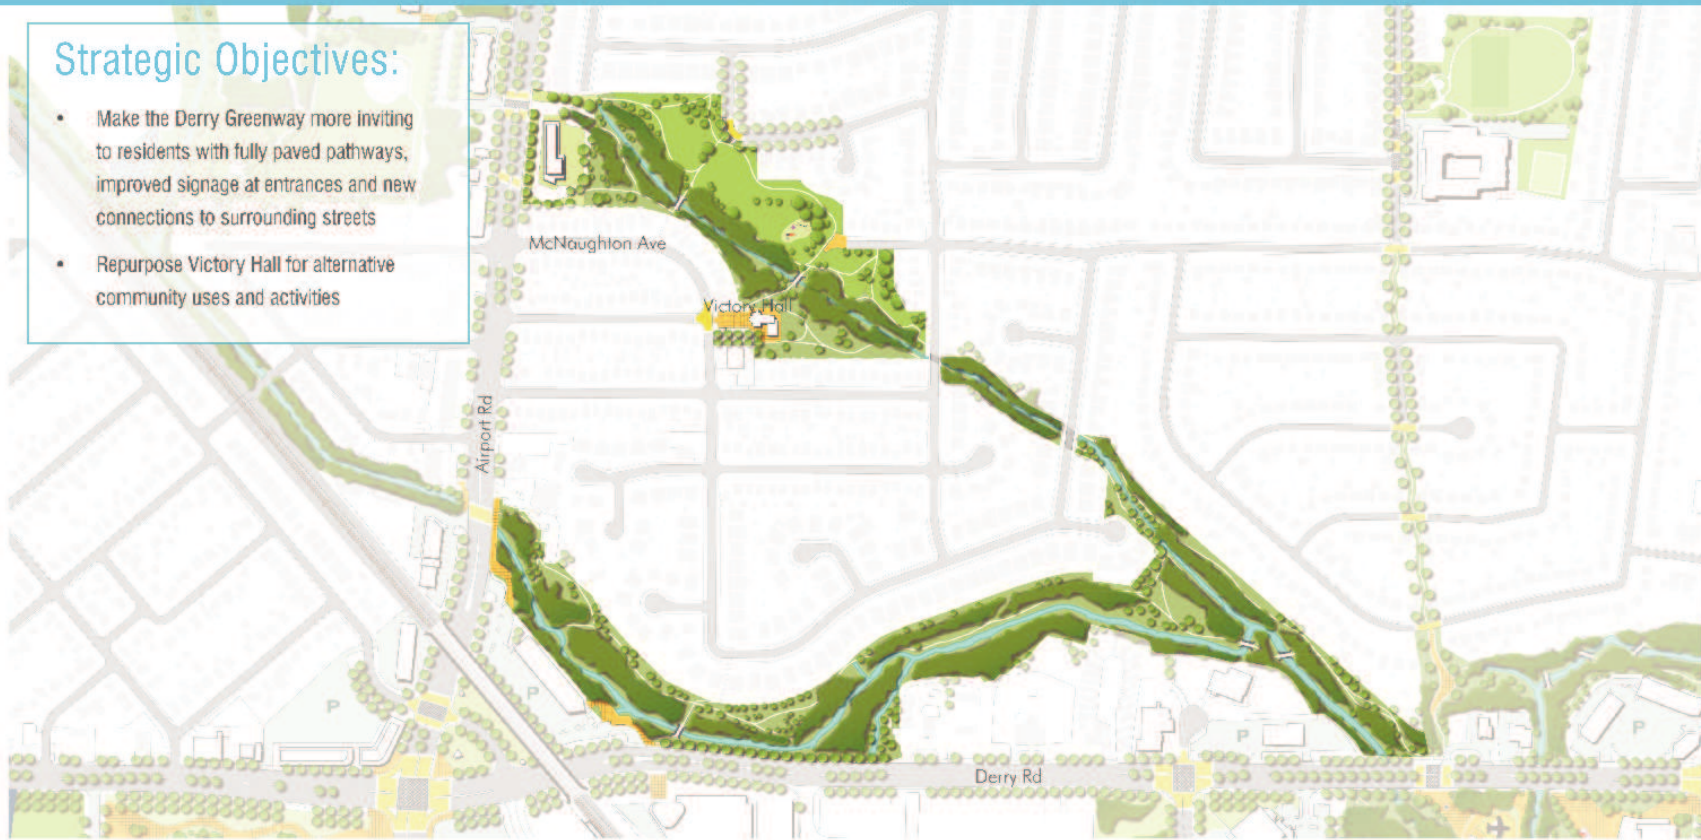 Strategic Objectives:
• Make the Derry Greenway more inviting
to residents with fully paved pathways,
improved signage at entrances and new
connections to surrounding streets
• Repurpose Victory Hall for alternative
community uses and activities
McNaughton Ave
Victory Hall
Airport Rd
P
P
P
P
Derry Rd